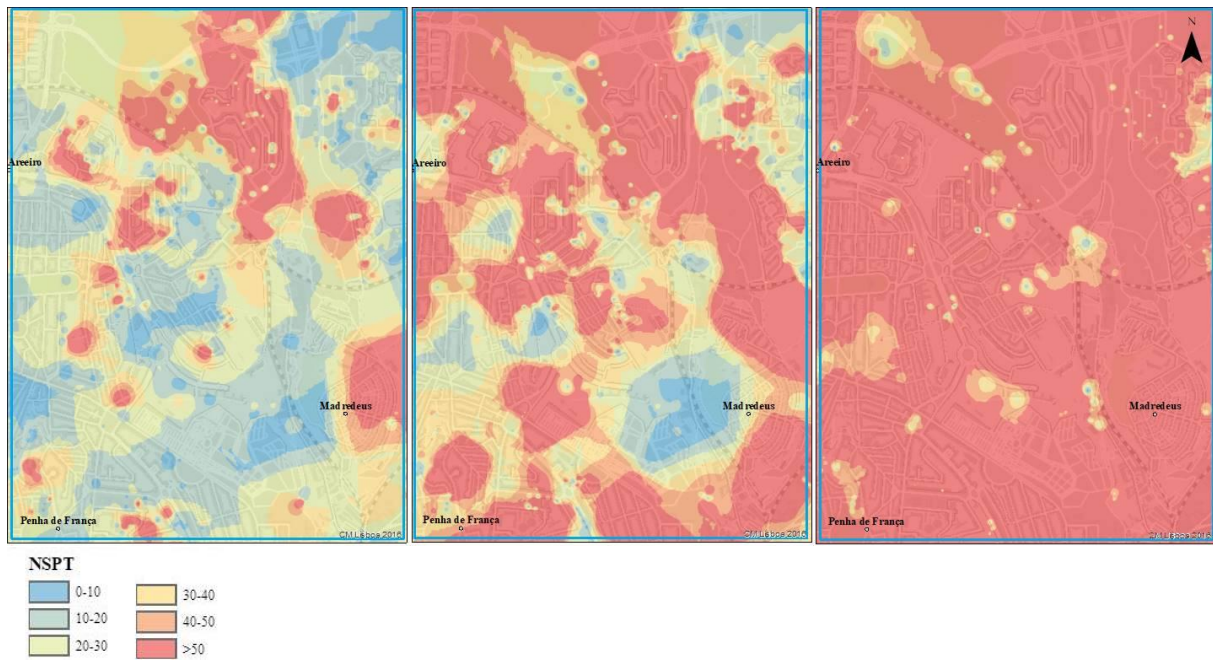 N
Areeiro
Areeiro
Areeiro
Madredeus
Madredeus
Madredeus
Penha de França
Penha de França
Penha de França
CM Lisboa 2016
CM Lisboa 2016
CM Lisboa 2016
NSPT
0-10
10-20
20-30
30-40
40-50
>50